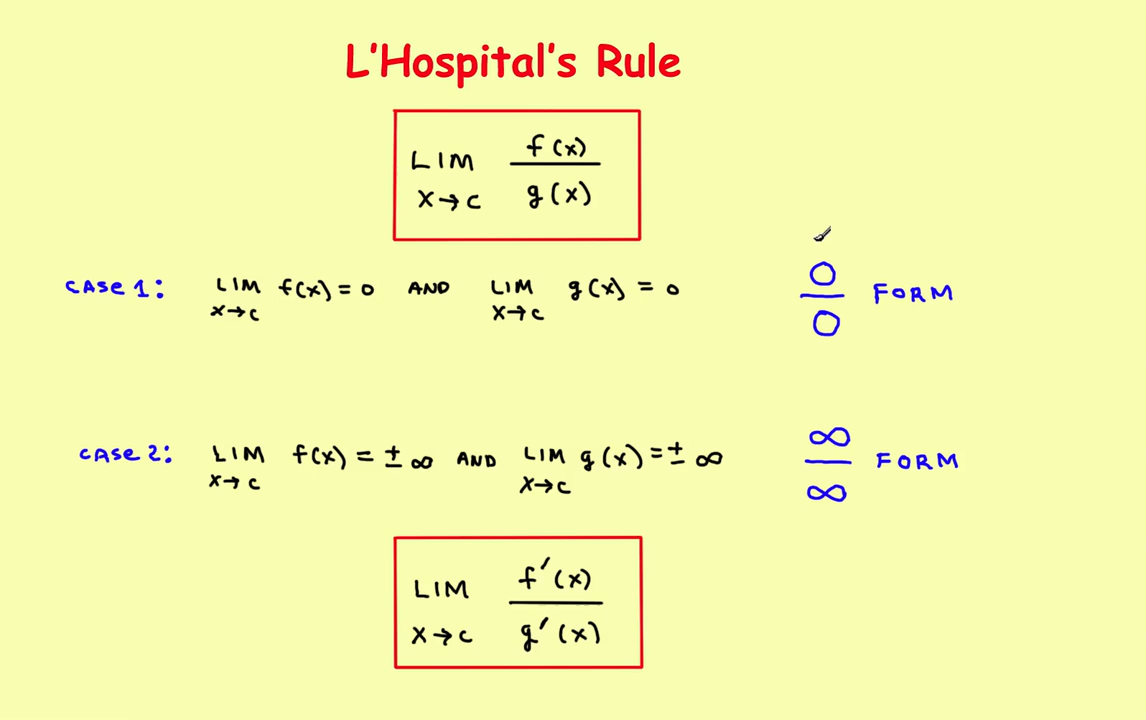 L'Hospital's Rule
LIM f(x)
x→c g(x)
CASE 1: LIM f(x) = 0 AND LIM g(x) = 0 0/0 FORM
x→c x→c
CASE 2: LIM f(x) = ± ∞ AND LIM g(x) = ± ∞ ∞/∞ FORM
x→c x→c
LIM f'(x)
x→c g'(x)